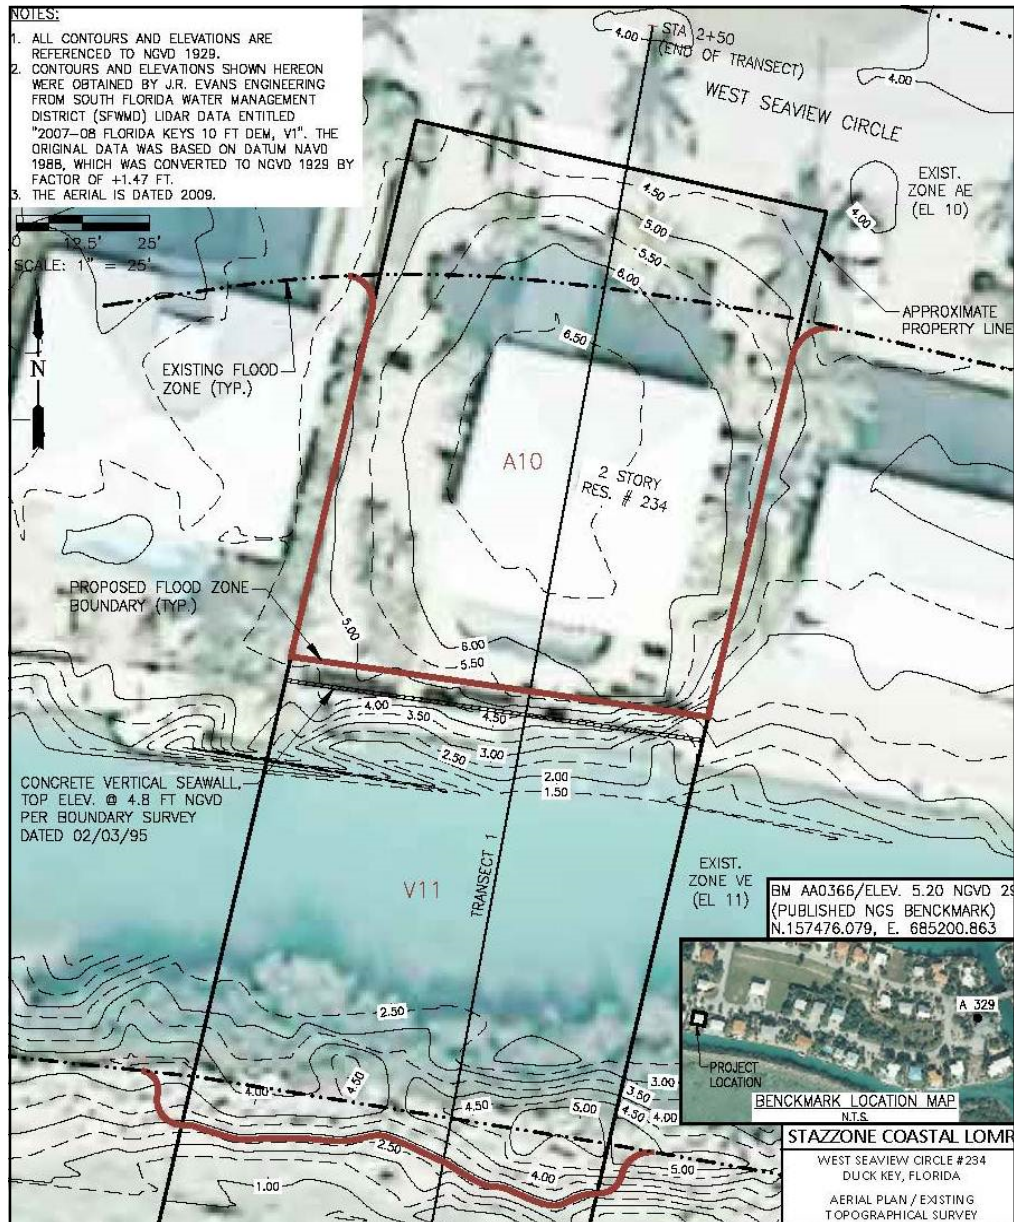 NOTES:
1. ALL CONTOURS AND ELEVATIONS ARE
REFERENCED TO NGVD 1929.
2. CONTOURS AND ELEVATIONS SHOWN HEREON
WERE OBTAINED BY J.R. EVANS ENGINEERING
FROM SOUTH FLORIDA WATER MANAGEMENT
DISTRICT (SFWMD) LIDAR DATA ENTITLED
"2007-08 FLORIDA KEYS 10 FT DEM, V1". THE
ORIGINAL DATA WAS BASED ON DATUM NAVD
1988, WHICH WAS CONVERTED TO NGVD 1929 BY
FACTOR OF +1.47 FT.
3. THE AERIAL IS DATED 2009.
0 12.5' 25'
SCALE: 1" = 25'
N
4.00
STA 2+50
(END OF TRANSECT)
4.00
WEST SEAVIEW CIRCLE
EXIST.
ZONE AE
(EL 10)
4.00
4.50
5.00
5.50
6.00
6.50
APPROXIMATE
PROPERTY LINE
EXISTING FLOOD
ZONE (TYP.)
A10
2 STORY
RES. # 234
PROPOSED FLOOD ZONE
BOUNDARY (TYP.)
5.00
6.00
5.50
4.00
3.50
4.50
2.50
3.00
2.00
1.50
CONCRETE VERTICAL SEAWALL,
TOP ELEV. @ 4.8 FT NGVD
PER BOUNDARY SURVEY
DATED 02/03/95
V11
TRANSECT 1
EXIST.
ZONE VE
(EL 11)
BM AA0366/ELEV. 5.20 NGVD 29
(PUBLISHED NGS BENCKMARK)
N.157476.079, E. 685200.863
A 329
PROJECT
LOCATION
BENCKMARK LOCATION MAP
N.T.S.
2.50
4.00
4.50
4.50
5.00
3.00
3.50
4.50
4.00
2.50
4.00
5.00
1.00
STAZZONE COASTAL LOMR
WEST SEAVIEW CIRCLE #234
DUCK KEY, FLORIDA
AERIAL PLAN / EXISTING
TOPOGRAPHICAL SURVEY